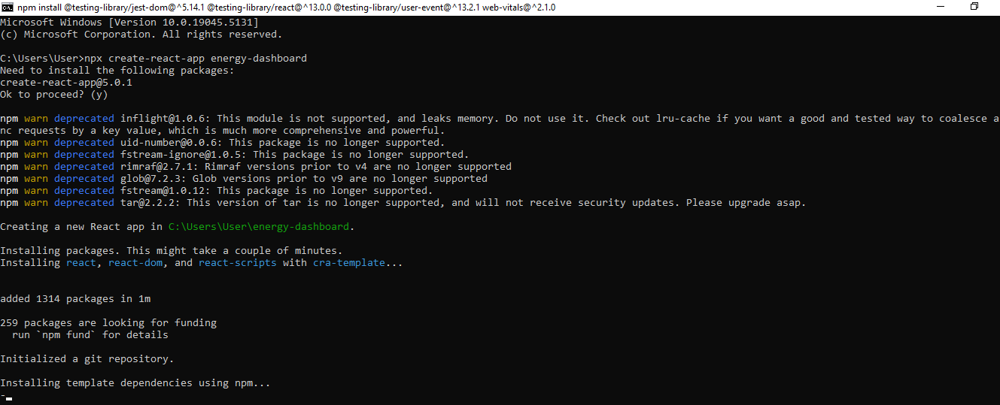 npm install @testing-library/jest-dom@^5.14.1 @testing-library/react@^13.0.0 @testing-library/user-event@^13.2.1 web-vitals@^2.1.0
Microsoft Windows [Version 10.0.19045.5131]
(c) Microsoft Corporation. All rights reserved.
C:\Users\User>npx create-react-app energy-dashboard
Need to install the following packages:
create-react-app@5.0.1
Ok to proceed? (y)
npm warn deprecated inflight@1.0.6: This module is not supported, and leaks memory. Do not use it. Check out lru-cache if you want a good and tested way to coalesce a
nc requests by a key value, which is much more comprehensive and powerful.
npm warn deprecated uid-number@0.0.6: This package is no longer supported.
npm warn deprecated fstream-ignore@1.0.5: This package is no longer supported.
npm warn deprecated rimraf@2.7.1: Rimraf versions prior to v4 are no longer supported
npm warn deprecated glob@7.2.3: Glob versions prior to v9 are no longer supported
npm warn deprecated fstream@1.0.12: This package is no longer supported.
npm warn deprecated tar@2.2.2: This version of tar is no longer supported, and will not receive security updates. Please upgrade asap.
Creating a new React app in C:\Users\User\energy-dashboard.
Installing packages. This might take a couple of minutes.
Installing react, react-dom, and react-scripts with cra-template...
added 1314 packages in 1m
259 packages are looking for funding
  run `npm fund` for details
Initialized a git repository.
Installing template dependencies using npm...
-